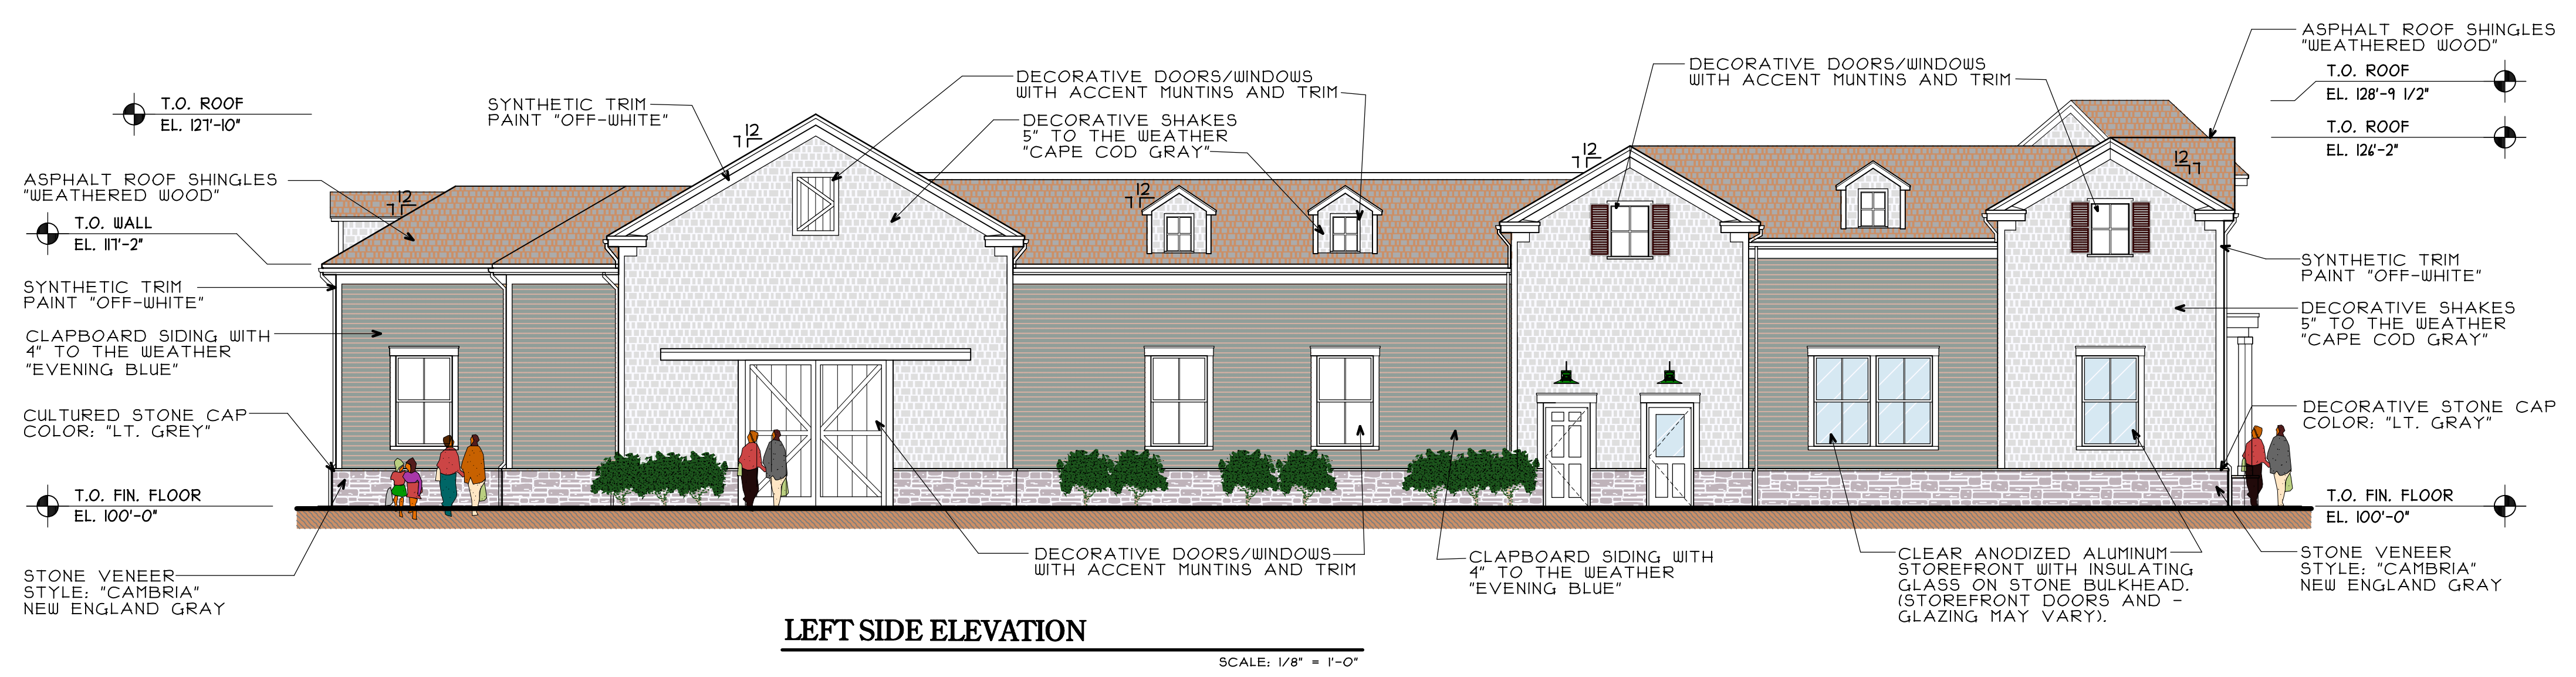 T.O. ROOF
EL. 127'-10"
ASPHALT ROOF SHINGLES
"WEATHERED WOOD"
T.O. WALL
EL. 117'-2"
SYNTHETIC TRIM
PAINT "OFF-WHITE"
CLAPBOARD SIDING WITH
4" TO THE WEATHER
"EVENING BLUE"
CULTURED STONE CAP
COLOR: "LT. GREY"
T.O. FIN. FLOOR
EL. 100'-0"
STONE VENEER
STYLE: "CAMBRIA"
NEW ENGLAND GRAY
SYNTHETIC TRIM
PAINT "OFF-WHITE"
DECORATIVE DOORS/WINDOWS
WITH ACCENT MUNTINS AND TRIM
DECORATIVE SHAKES
5" TO THE WEATHER
"CAPE COD GRAY"
12
7
12
7
12
7
12
7
12
7
DECORATIVE DOORS/WINDOWS
WITH ACCENT MUNTINS AND TRIM
ASPHALT ROOF SHINGLES
"WEATHERED WOOD"
T.O. ROOF
EL. 128'-9 1/2"
T.O. ROOF
EL. 126'-2"
SYNTHETIC TRIM
PAINT "OFF-WHITE"
DECORATIVE SHAKES
5" TO THE WEATHER
"CAPE COD GRAY"
DECORATIVE STONE CAP
COLOR: "LT. GRAY"
T.O. FIN. FLOOR
EL. 100'-0"
STONE VENEER
STYLE: "CAMBRIA"
NEW ENGLAND GRAY
DECORATIVE DOORS/WINDOWS
WITH ACCENT MUNTINS AND TRIM
CLAPBOARD SIDING WITH
4" TO THE WEATHER
"EVENING BLUE"
CLEAR ANODIZED ALUMINUM
STOREFRONT WITH INSULATING
GLASS ON STONE BULKHEAD.
(STOREFRONT DOORS AND -
GLAZING MAY VARY).
LEFT SIDE ELEVATION
SCALE: 1/8" = 1'-0"